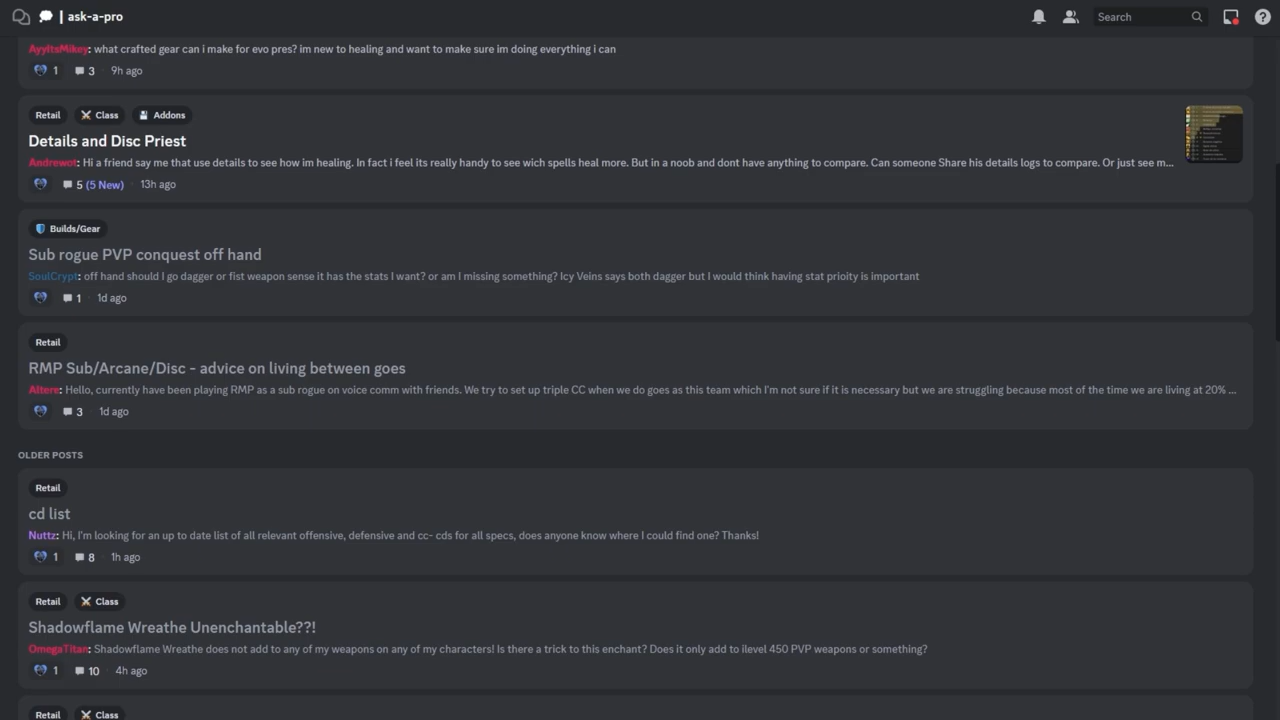 ask-a-pro
Search
AyyItsMikey: what crafted gear can i make for evo pres? im new to healing and want to make sure im doing everything i can
1 3 9h ago
Retail Class Addons
Details and Disc Priest
Andrewot: Hi a friend say me that use details to see how im healing. In fact i feel its really handy to see wich spells heal more. But in a noob and dont have anything to compare. Can someone Share his details logs to compare. Or just see m...
5 (5 New) 13h ago
Builds/Gear
Sub rogue PVP conquest off hand
SoulCrypt: off hand should I go dagger or fist weapon sense it has the stats I want? or am I missing something? Icy Veins says both dagger but I would think having stat prioity is important
1 1d ago
Retail
RMP Sub/Arcane/Disc - advice on living between goes
Altere: Hello, currently have been playing RMP as a sub rogue on voice comm with friends. We try to set up triple CC when we do goes as this team which I'm not sure if it is necessary but we are struggling because most of the time we are living at 20% ...
3 1d ago
OLDER POSTS
Retail
cd list
Nuttz: Hi, I'm looking for an up to date list of all relevant offensive, defensive and cc- cds for all specs, does anyone know where I could find one? Thanks!
1 8 1h ago
Retail Class
Shadowflame Wreathe Unenchantable??!
OmegaTitan: Shadowflame Wreathe does not add to any of my weapons on any of my characters! Is there a trick to this enchant? Does it only add to ilevel 450 PVP weapons or something?
1 10 4h ago
Retail Class